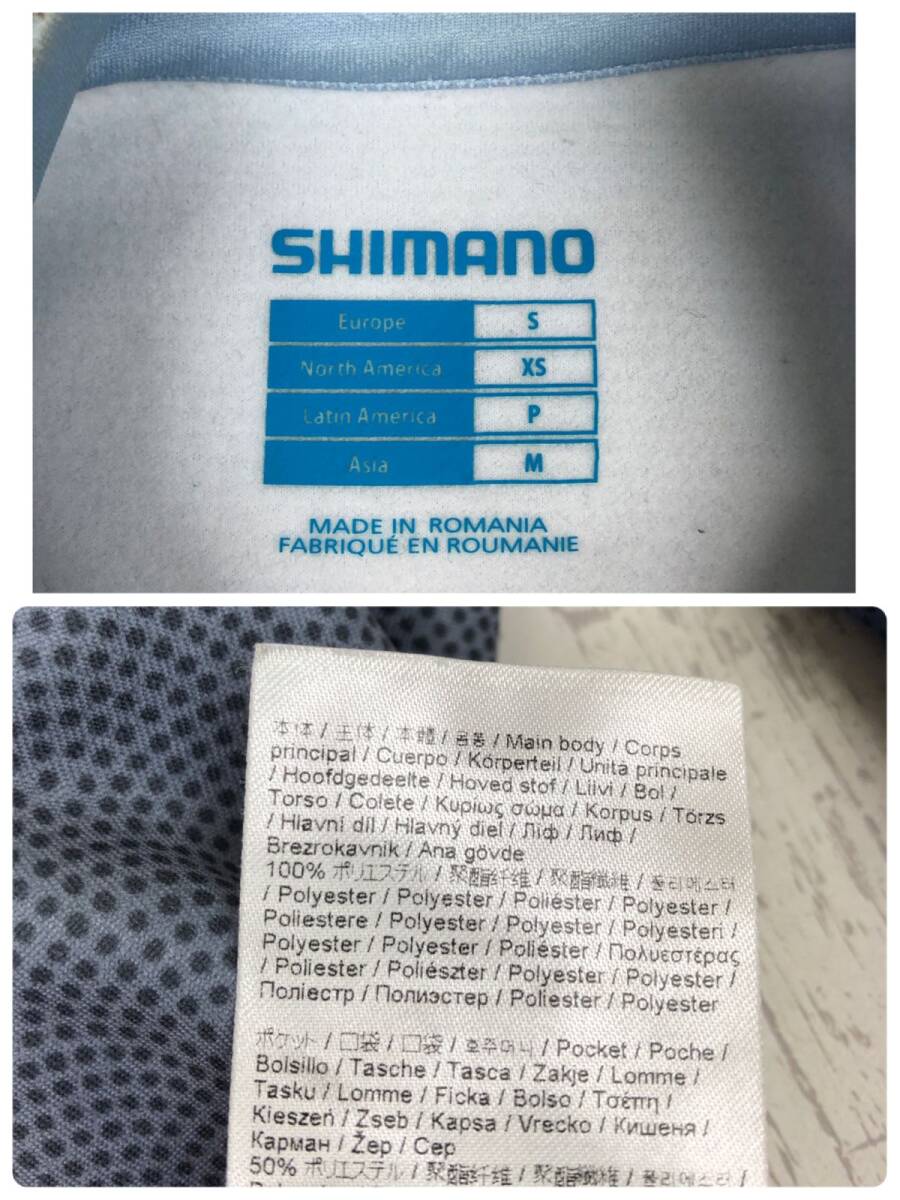 SHIMANO
Europe S
North America XS
Latin America P
Asia M
MADE IN ROMANIA
FABRIQUÉ EN ROUMANIE
本体 / 主体 / 本體 / 몸통 / Main body / Corps
principal / Cuerpo / Körperteil / Unita principale
/ Hoofdgedeelte / Hoved stof / Liivi / Bol /
Torso / Colete / Κυρίως σώμα / Korpus / Törzs
/ Hlavní díl / Hlavný diel / Ліф / Лиф /
Brezrokavnik / Ana gövde
100% ポリエステル / 聚酯纤维 / 聚酯纖維 / 폴리에스터
/ Polyester / Polyester / Poliéster / Polyester /
Poliestere / Polyester / Polyester / Polyesteri /
Polyester / Polyester / Poliéster / Πολυεστέρας
/ Poliester / Poliészter / Polyester / Polyester /
Поліестр / Полиэстер / Poliester / Polyester
ポケット / 口袋 / 口袋 / 호주머니 / Pocket / Poche /
Bolsillo / Tasche / Tasca / Zakje / Lomme /
Tasku / Lomme / Ficka / Bolso / Τσέπη /
Kieszeń / Zseb / Kapsa / Vrecko / Кишеня /
Карман / Žep / Cep
50% ポリエステル / 聚酯纤维 / 聚酯纖維 / 폴리에스터 /